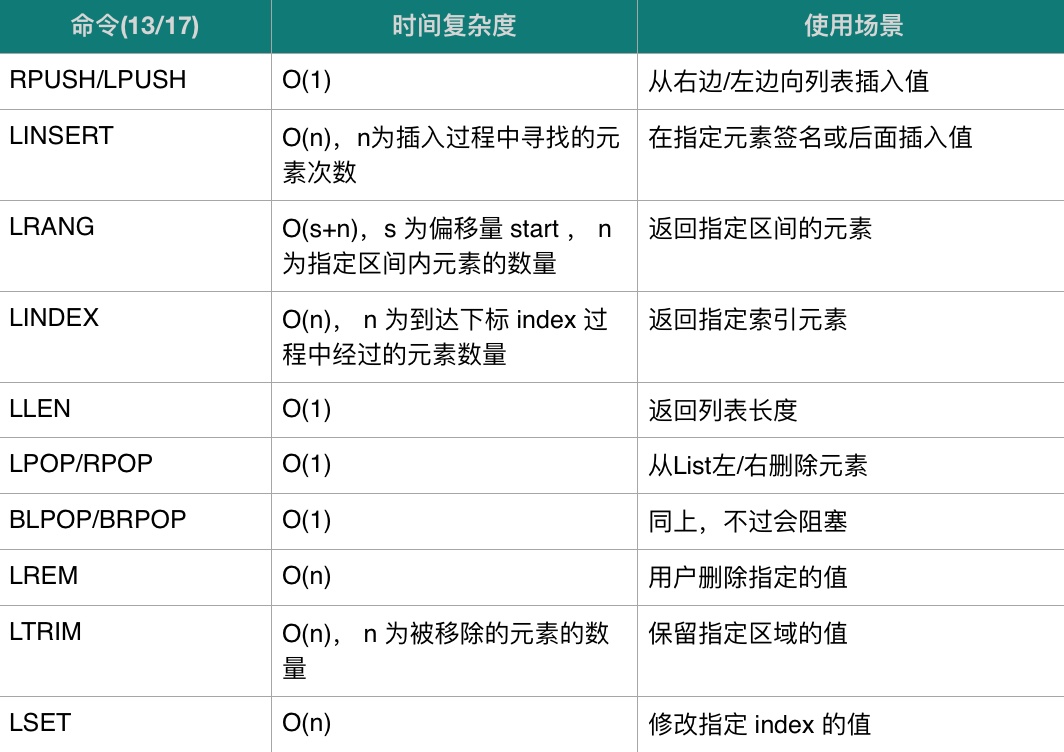 命令(13/17) 时间复杂度 使用场景
RPUSH/LPUSH O(1) 从右边/左边向列表插入值
LINSERT O(n)，n为插入过程中寻找的元 在指定元素签名或后面插入值
素次数
LRANG O(s+n)，s 为偏移量 start ， n 返回指定区间的元素
为指定区间内元素的数量
LINDEX O(n)， n 为到达下标 index 过 返回指定索引元素
程中经过的元素数量
LLEN O(1) 返回列表长度
LPOP/RPOP O(1) 从List左/右删除元素
BLPOP/BRPOP O(1) 同上，不过会阻塞
LREM O(n) 用户删除指定的值
LTRIM O(n)， n 为被移除的元素的数 保留指定区域的值
量
LSET O(n) 修改指定 index 的值